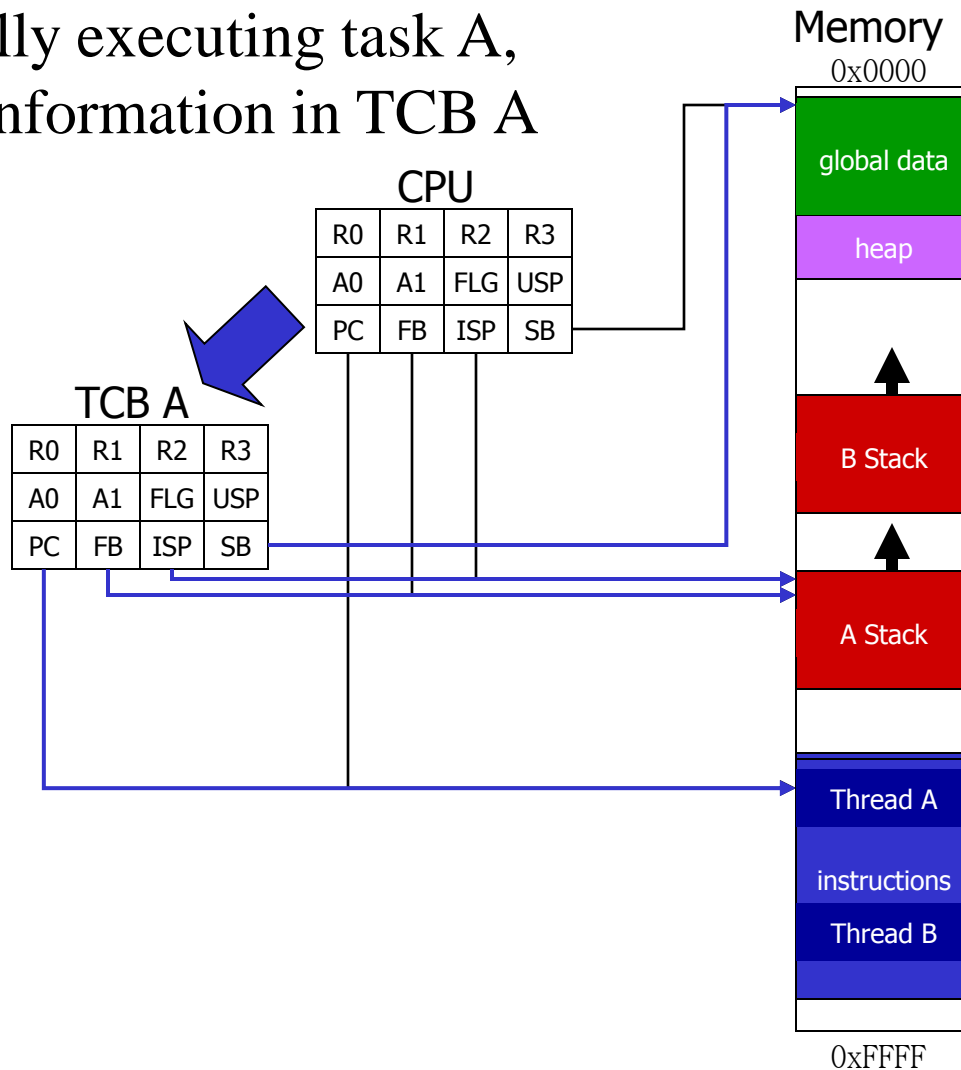 lly executing task A,
nformation in TCB A
Memory
0x0000
global data
heap
B Stack
A Stack
Thread A
instructions
Thread B
0xFFFF
CPU
R0 R1 R2 R3
A0 A1 FLG USP
PC FB ISP SB
TCB A
R0 R1 R2 R3
A0 A1 FLG USP
PC FB ISP SB